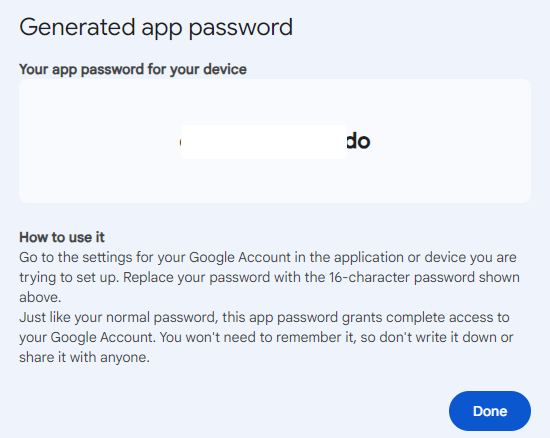 Generated app password
Your app password for your device
do
How to use it
Go to the settings for your Google Account in the application or device you are
trying to set up. Replace your password with the 16-character password shown
above.
Just like your normal password, this app password grants complete access to
your Google Account. You won't need to remember it, so don't write it down or
share it with anyone.
Done